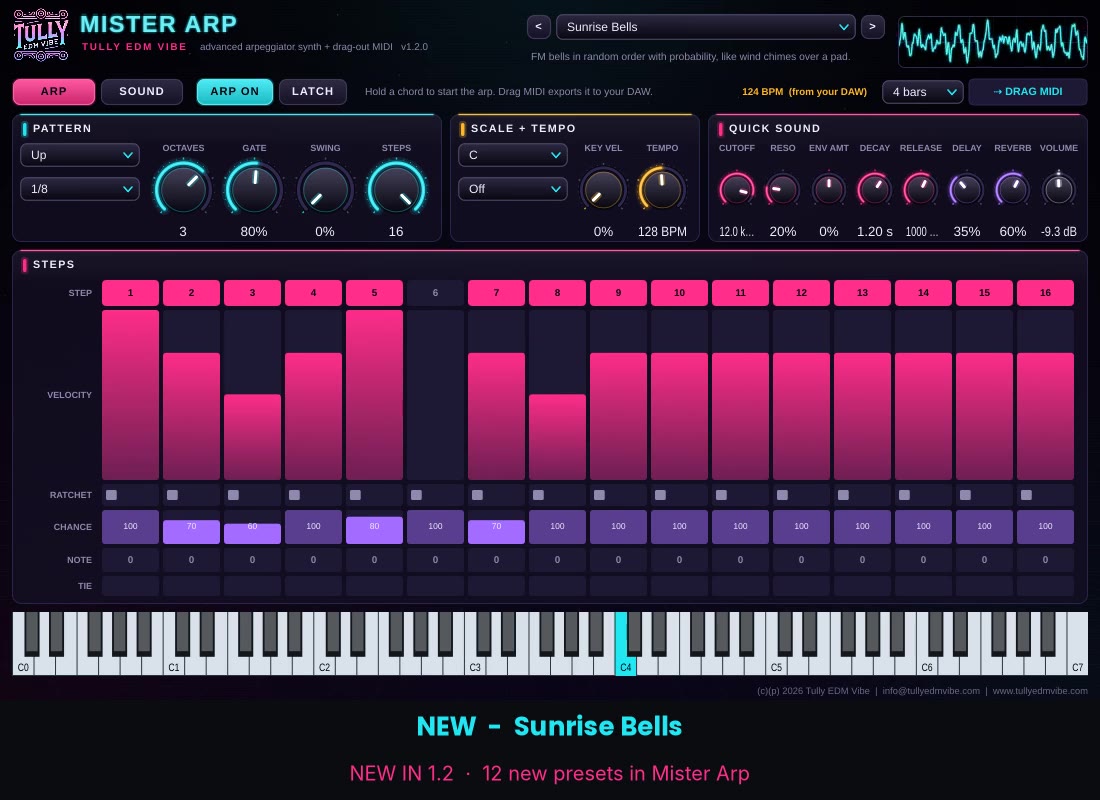 TULLY
EDM VIBE
MISTER ARP
TULLY EDM VIBE advanced arpeggiator synth + drag-out MIDI v1.2.0
< Sunrise Bells >
FM bells in random order with probability, like wind chimes over a pad.
ARP SOUND ARP ON LATCH Hold a chord to start the arp. Drag MIDI exports it to your DAW. 124 BPM (from your DAW) 4 bars ⇢ DRAG MIDI
PATTERN
Up
1/8
OCTAVES GATE SWING STEPS
3 80% 0% 16
SCALE + TEMPO
C
Off
KEY VEL TEMPO
0% 128 BPM
QUICK SOUND
CUTOFF RESO ENV AMT DECAY RELEASE DELAY REVERB VOLUME
12.0 k... 20% 0% 1.20 s 1000 ... 35% 60% -9.3 dB
STEPS
STEP 1 2 3 4 5 6 7 8 9 10 11 12 13 14 15 16
VELOCITY
RATCHET
CHANCE 100 70 60 100 80 100 70 100 100 100 100 100 100 100 100 100
NOTE 0 0 0 0 0 0 0 0 0 0 0 0 0 0 0 0
TIE
C0 C1 C2 C3 C4 C5 C6 C7
(c)(p) 2026 Tully EDM Vibe | info@tullyedmvibe.com | www.tullyedmvibe.com
NEW - Sunrise Bells
NEW IN 1.2 · 12 new presets in Mister Arp